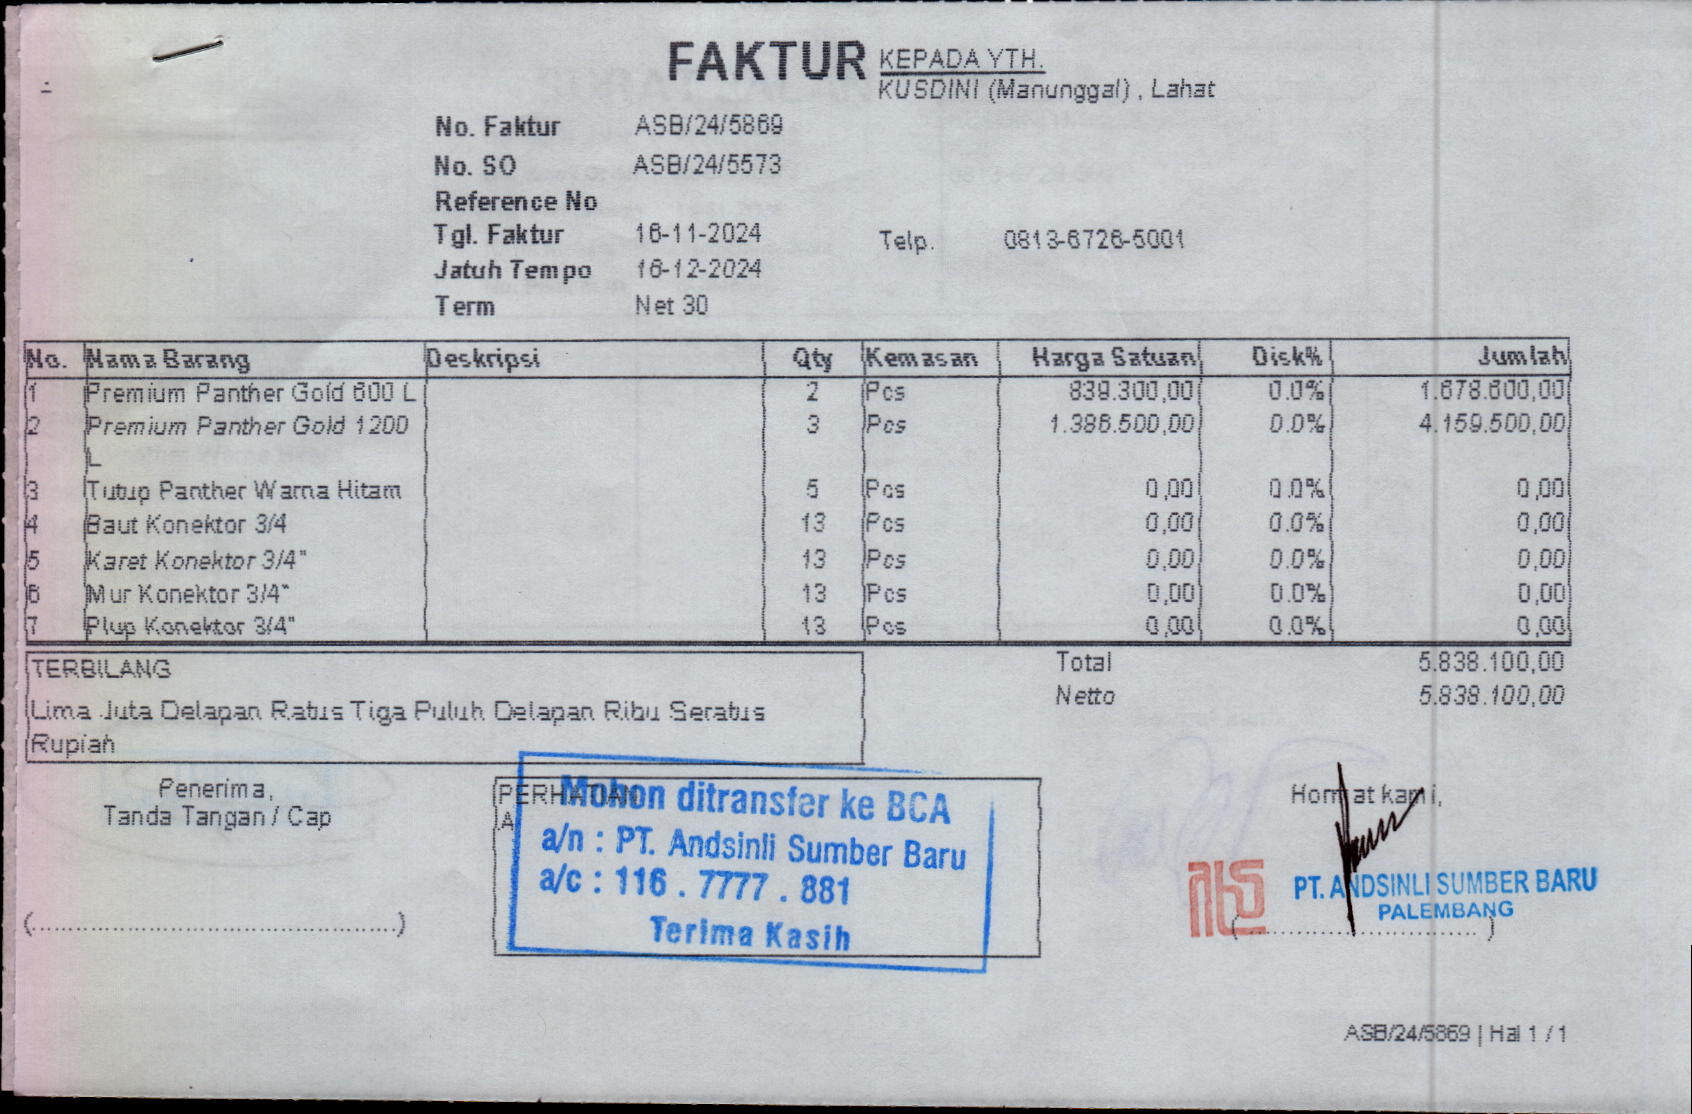 FAKTUR
KEPADA YTH.
KUSDINI (Manunggal) , Lahat
No. Faktur ASB/24/5869
No. SO ASB/24/5573
Reference No
Tgl. Faktur 16-11-2024
Telp. 0813-6726-5001
Jatuh Tempo 16-12-2024
Term Net 30
No. Nama Barang Deskripsi Qty Kemasan Harga Satuan Disk% Jumlah
1 Premium Panther Gold 600 L 2 Pcs 839.300,00 0.0% 1.678.600,00
2 Premium Panther Gold 1200 3 Pcs 1.386.500,00 0.0% 4.159.500,00
L
3 Tutup Panther Warna Hitam 5 Pcs 0,00 0.0% 0,00
4 Baut Konektor 3/4 13 Pcs 0,00 0.0% 0,00
5 Karet Konektor 3/4" 13 Pcs 0,00 0.0% 0,00
6 Mur Konektor 3/4" 13 Pcs 0,00 0.0% 0,00
7 Plup Konektor 3/4" 13 Pcs 0,00 0.0% 0,00
TERBILANG
Lima Juta Delapan Ratus Tiga Puluh Delapan Ribu Seratus
Rupiah
Total 5.838.100,00
Netto 5.838.100,00
Penerima,
Tanda Tangan / Cap
(...............................................)
PERHATIAN
A
Mohon ditransfer ke BCA
a/n : PT. Andsinli Sumber Baru
a/c : 116 . 7777 . 881
Terima Kasih
Hormat kami,
PT. ANDSINLI SUMBER BARU
PALEMBANG
(...............................)
ASB/24/5869 | Hal 1 / 1